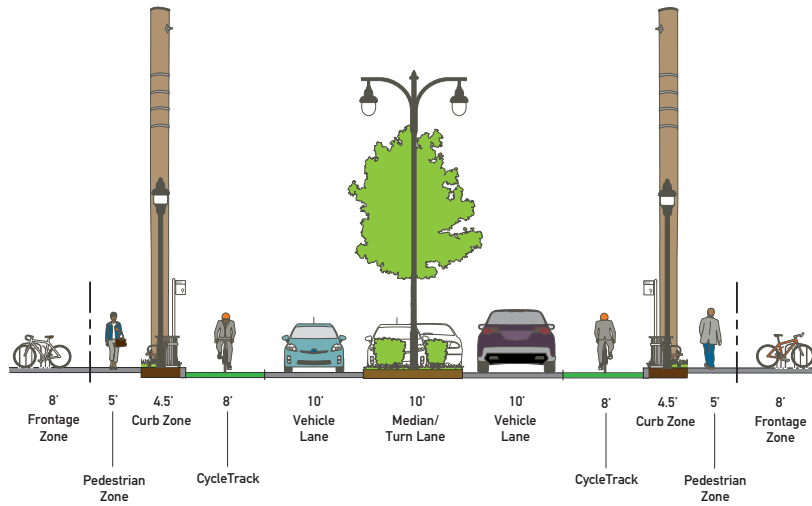 8'
Frontage
Zone
5'
Pedestrian
Zone
4.5'
Curb Zone
8'
CycleTrack
10'
Vehicle
Lane
10'
Median/
Turn Lane
10'
Vehicle
Lane
8'
CycleTrack
4.5'
Curb Zone
5'
Pedestrian
Zone
8'
Frontage
Zone